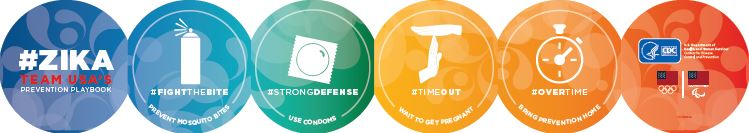 #ZIKA
TEAM USA'S
PREVENTION PLAYBOOK
#FIGHTTHEBITE
PREVENT MOSQUITO BITES
#STRONGDEFENSE
USE CONDOMS
#TIMEOUT
WAIT TO GET PREGNANT
#OVERTIME
BRING PREVENTION HOME
CDC
U.S. Department of
Health and Human Services
Centers for Disease
Control and Prevention